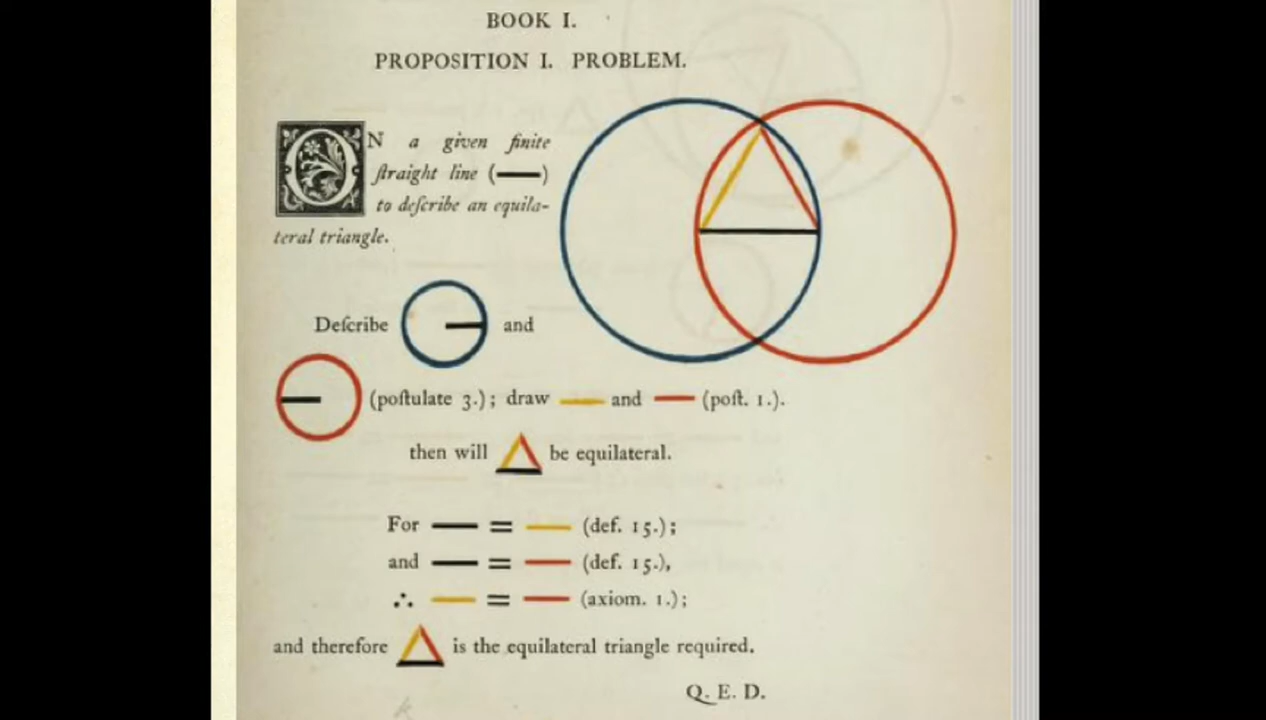 BOOK I.
PROPOSITION I. PROBLEM.
ON a given finite
ſtraight line (—)
to deſcribe an equila-
teral triangle.
Deſcribe and
(poſtulate 3.); draw — and — (poſt. 1.).
then will be equilateral.
For — = — (def. 15.);
and — = — (def. 15.),
∴ — = — (axiom. 1.);
and therefore is the equilateral triangle required.
Q. E. D.